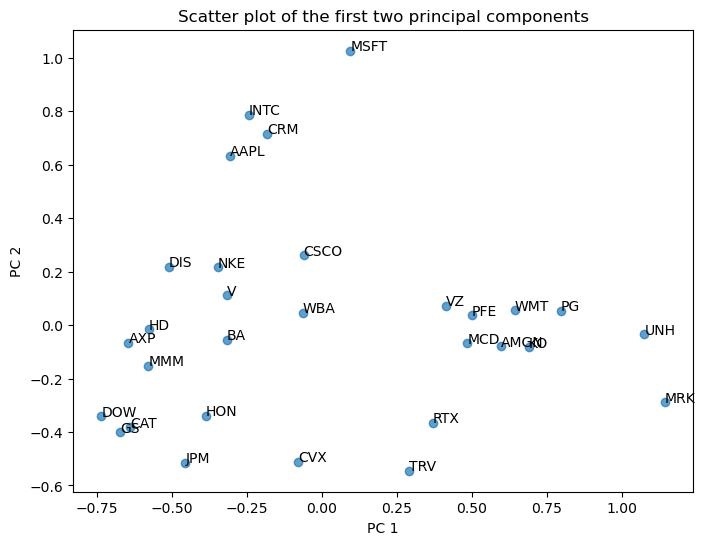 Scatter plot of the first two principal components
MSFT
INTC
CRM
AAPL
CSCO
DIS
NKE
V
WBA
VZ
PFE
WMT
PG
HD
AXP
BA
MCD
AMGN
KO
UNH
MMM
MRK
DOW
HON
CAT
GS
RTX
JPM
CVX
TRV
1.0
0.8
0.6
0.4
0.2
0.0
−0.2
−0.4
−0.6
PC 2
−0.75
−0.50
−0.25
0.00
0.25
0.50
0.75
1.00
PC 1